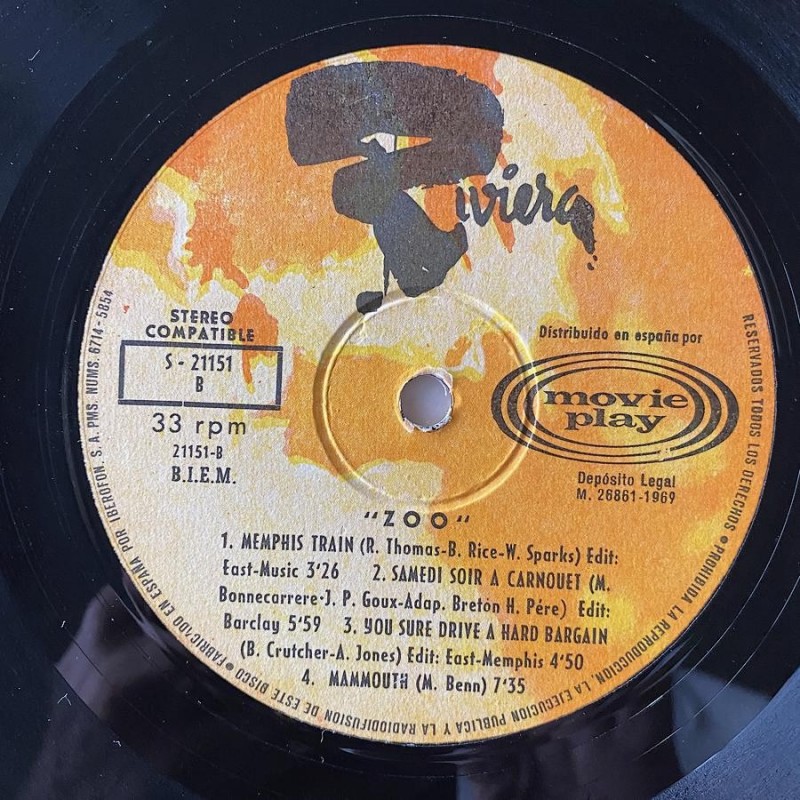 Riviera
STEREO
COMPATIBLE
S - 21151
B
33 rpm
21151-B
B.I.E.M.
Distribuido en españa por
movie
play
Depósito Legal
M. 26861-1969
"ZOO"
1. MEMPHIS TRAIN (R. Thomas-B. Rice-W. Sparks) Edit:
East-Music 3'26 2. SAMEDI SOIR A CARNOUET (M.
Bonnecarrere-J. P. Goux-Adap. Bretón H. Pére) Edit:
Barclay 5'59 3. YOU SURE DRIVE A HARD BARGAIN
(B. Crutcher-A. Jones) Edit: East-Memphis 4'50
4. MAMMOUTH (M. Benn) 7'35
RESERVADOS TODOS LOS DERECHOS • PROHIBIDA LA REPRODUCCION, LA EJECUCION PUBLICA Y LA RADIODIFUSION DE ESTE DISCO • FABRICADO EN ESPAÑA POR IBEROFON. S. A. PMS. NUMS. 6714-5854